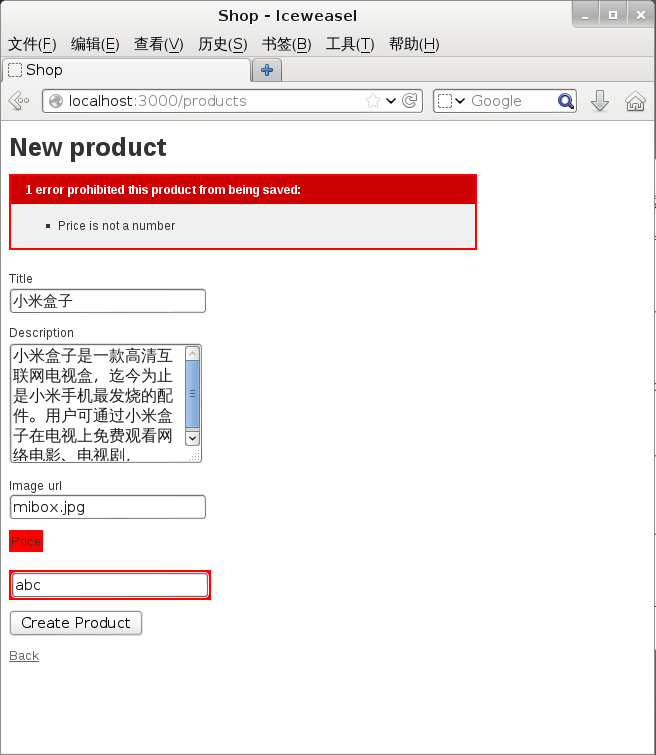 Shop - Iceweasel
文件(F) 编辑(E) 查看(V) 历史(S) 书签(B) 工具(T) 帮助(H)
Shop
localhost:3000/products Google
New product
1 error prohibited this product from being saved:
Price is not a number
Title
小米盒子
Description
小米盒子是一款高清互
联网电视盒，迄今为止
是小米手机最发烧的配
件。用户可通过小米盒
子在电视上免费观看网
络电影、电视剧，
Image url
mibox.jpg
Price
abc
Create Product
Back